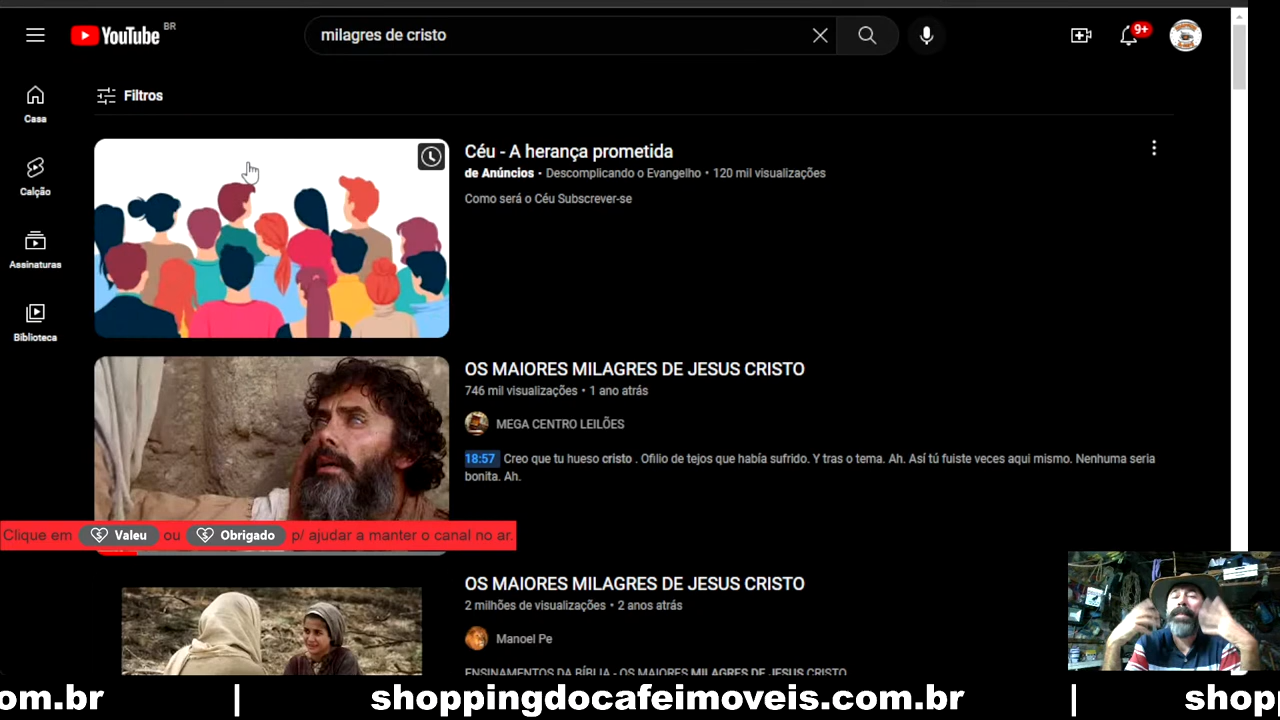 YouTube BR
milagres de cristo
9+
Filtros
Casa
Calção
Assinaturas
Biblioteca
Céu - A herança prometida
de Anúncios · Descomplicando o Evangelho · 120 mil visualizações
Como será o Céu Subscrever-se
OS MAIORES MILAGRES DE JESUS CRISTO
746 mil visualizações · 1 ano atrás
MEGA CENTRO LEILÕES
18:57 Creo que tu hueso cristo . Ofilio de tejos que había sufrido. Y tras o tema. Ah. Así tú fuiste veces aqui mismo. Nenhuma seria
bonita. Ah.
Clique em Valeu ou Obrigado p/ ajudar a manter o canal no ar.
OS MAIORES MILAGRES DE JESUS CRISTO
2 milhões de visualizações · 2 anos atrás
Manoel Pe
ENSINAMENTOS DA BÍBLIA - OS MAIORES MILAGRES DE JESUS CRISTO
om.br | shoppingdocafeimoveis.com.br | shopp